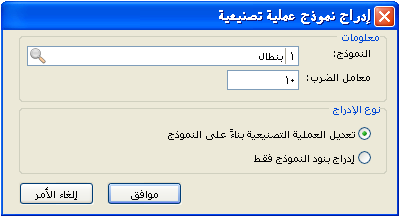 إدراج نموذج عملية تصنيعية
معلومات
النموذج: ١ بنطال
معامل الضرب: ١٠
نوع الإدراج
تعديل العملية التصنيعية بناءً على النموذج
إدراج بنود النموذج فقط
موافق إلغاء الأمر